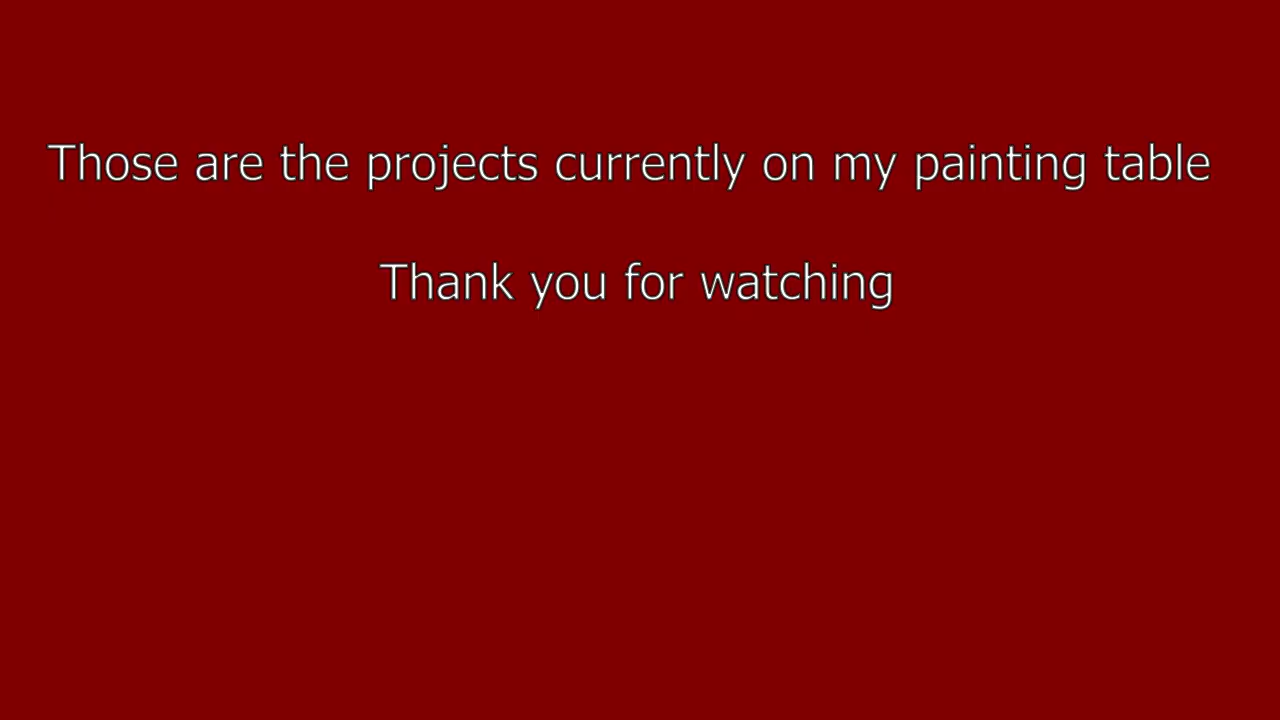 Those are the projects currently on my painting table
Thank you for watching